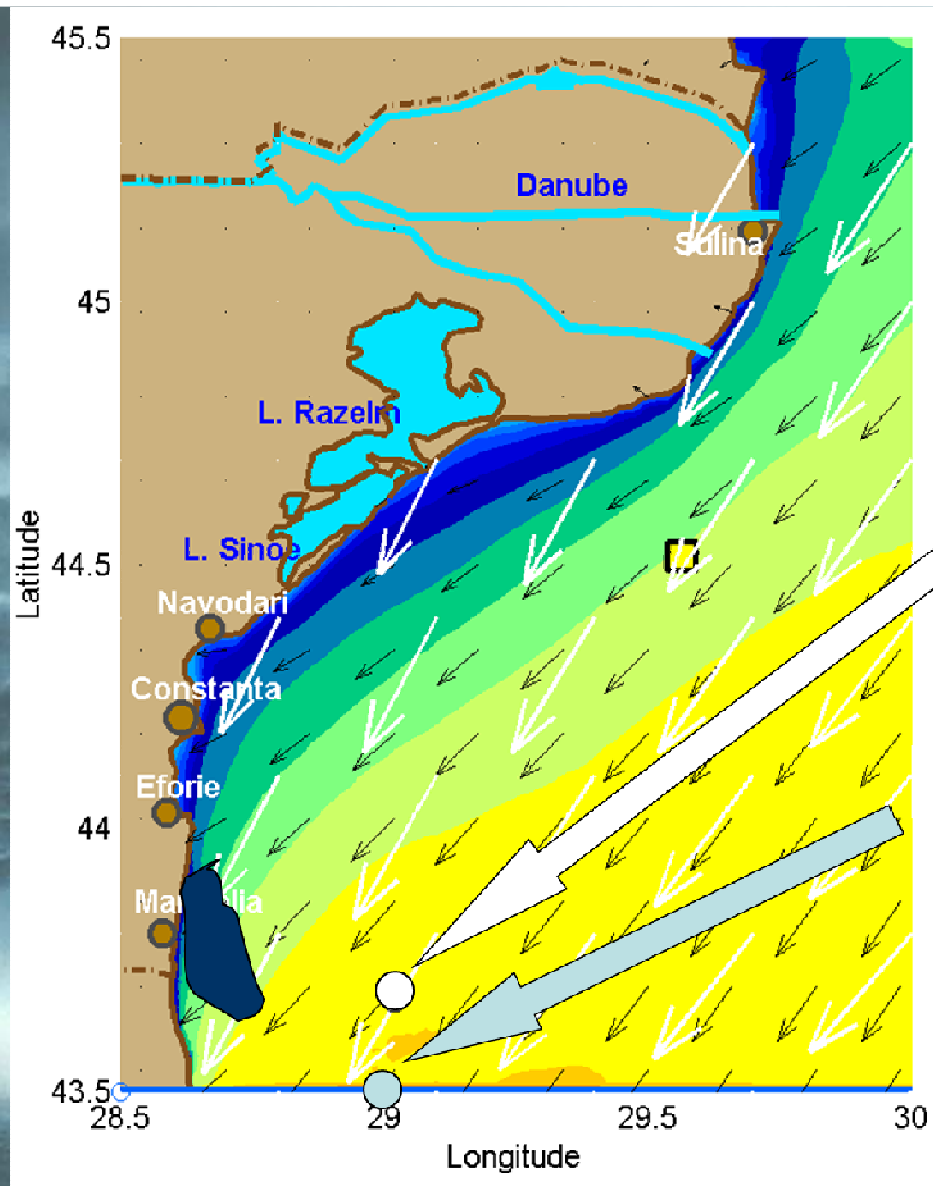 45.5
Danube
Sulina
45
L. Razelm
Latitude
44.5
L. Sinoe
Navodari
Constanta
Eforie
44
43.5
28.5 29 29.5 30
Longitude